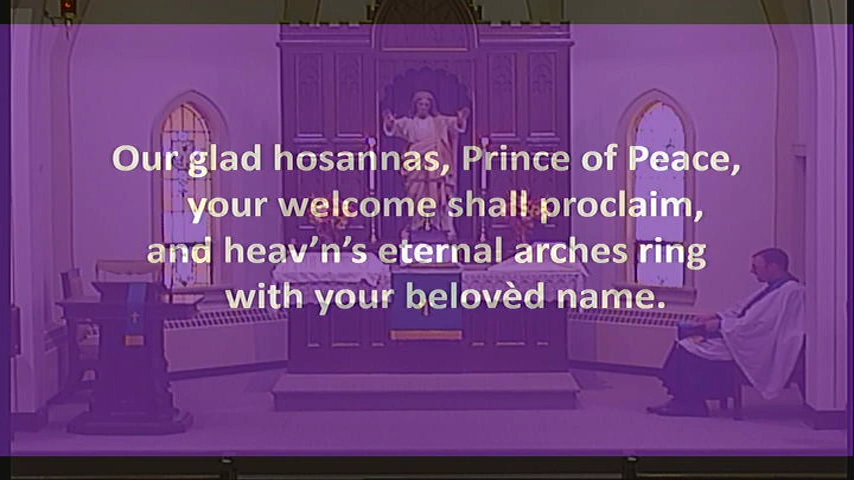 Our glad hosannas, Prince of Peace,
your welcome shall proclaim,
and heav’n’s eternal arches ring
with your belovèd name.